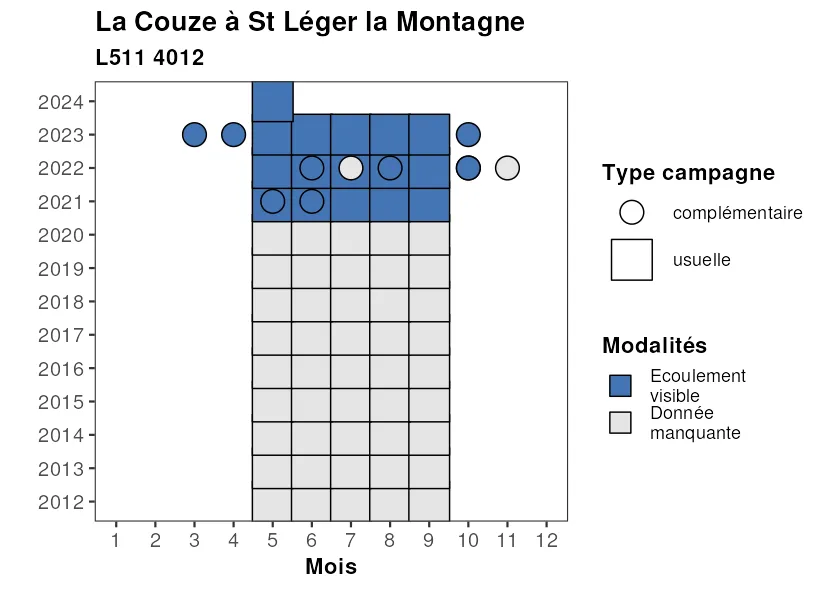 La Couze à St Léger la Montagne
L511 4012
2024
2023
2022
2021
2020
2019
2018
2017
2016
2015
2014
2013
2012
1 2 3 4 5 6 7 8 9 10 11 12
Mois
Type campagne
complémentaire
usuelle
Modalités
Ecoulement
visible
Donnée
manquante